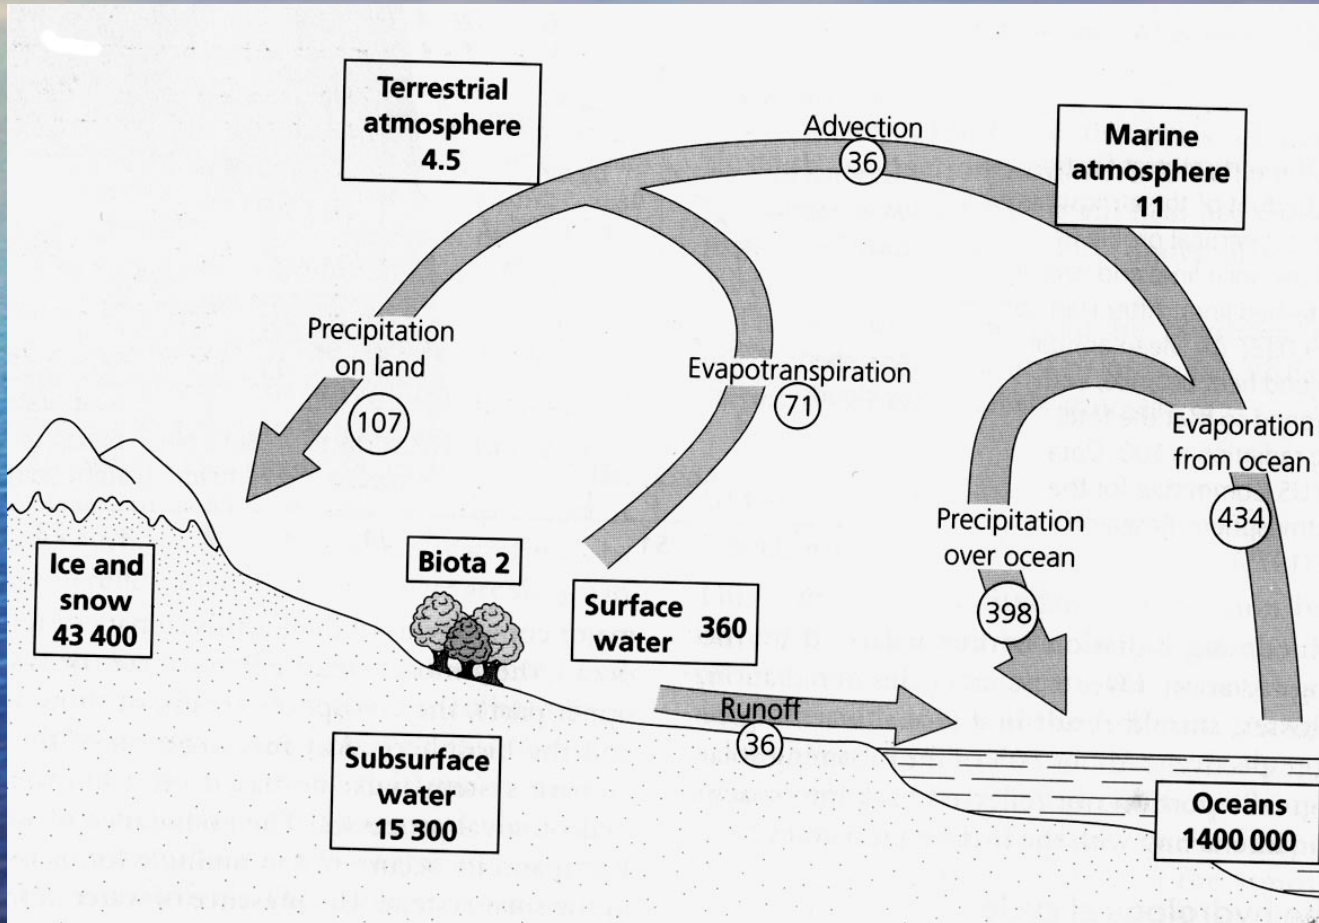 Terrestrial
atmosphere
4.5
Advection
36
Marine
atmosphere
11
Precipitation
on land
107
Evapotranspiration
71
Evaporation
from ocean
434
Precipitation
over ocean
398
Ice and
snow
43 400
Biota 2
Surface
water 360
Runoff
36
Subsurface
water
15 300
Oceans
1400 000